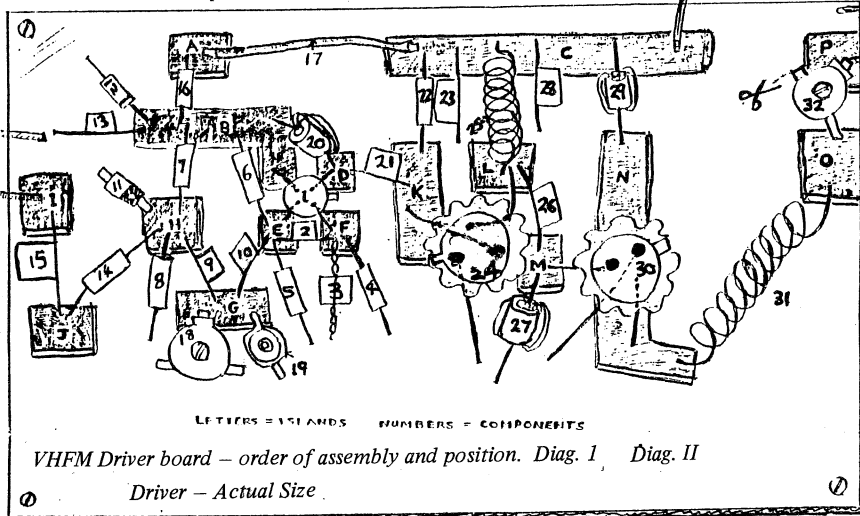 A
17
C
P
12
16
22
23
28
29
32
13
B
20
7
6
21
D
K
L
N
O
11
1
I
H
E
2
F
26
15
14
8
9
10
5
3
4
24
M
30
G
J
18
19
27
31
LETTERS = ISLANDS NUMBERS = COMPONENTS
VHFM Driver board – order of assembly and position. Diag. 1 Diag. II
Driver – Actual Size